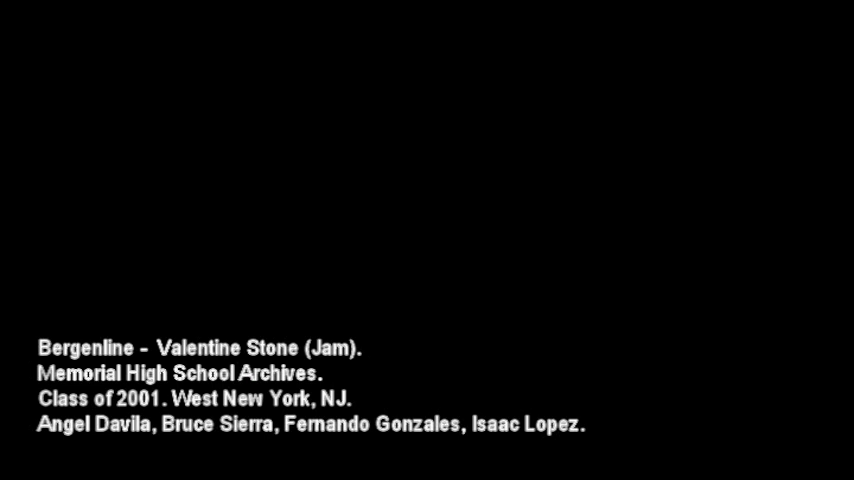 Bergenline - Valentine Stone (Jam).
Memorial High School Archives.
Class of 2001. West New York, NJ.
Angel Davila, Bruce Sierra, Fernando Gonzales, Isaac Lopez.